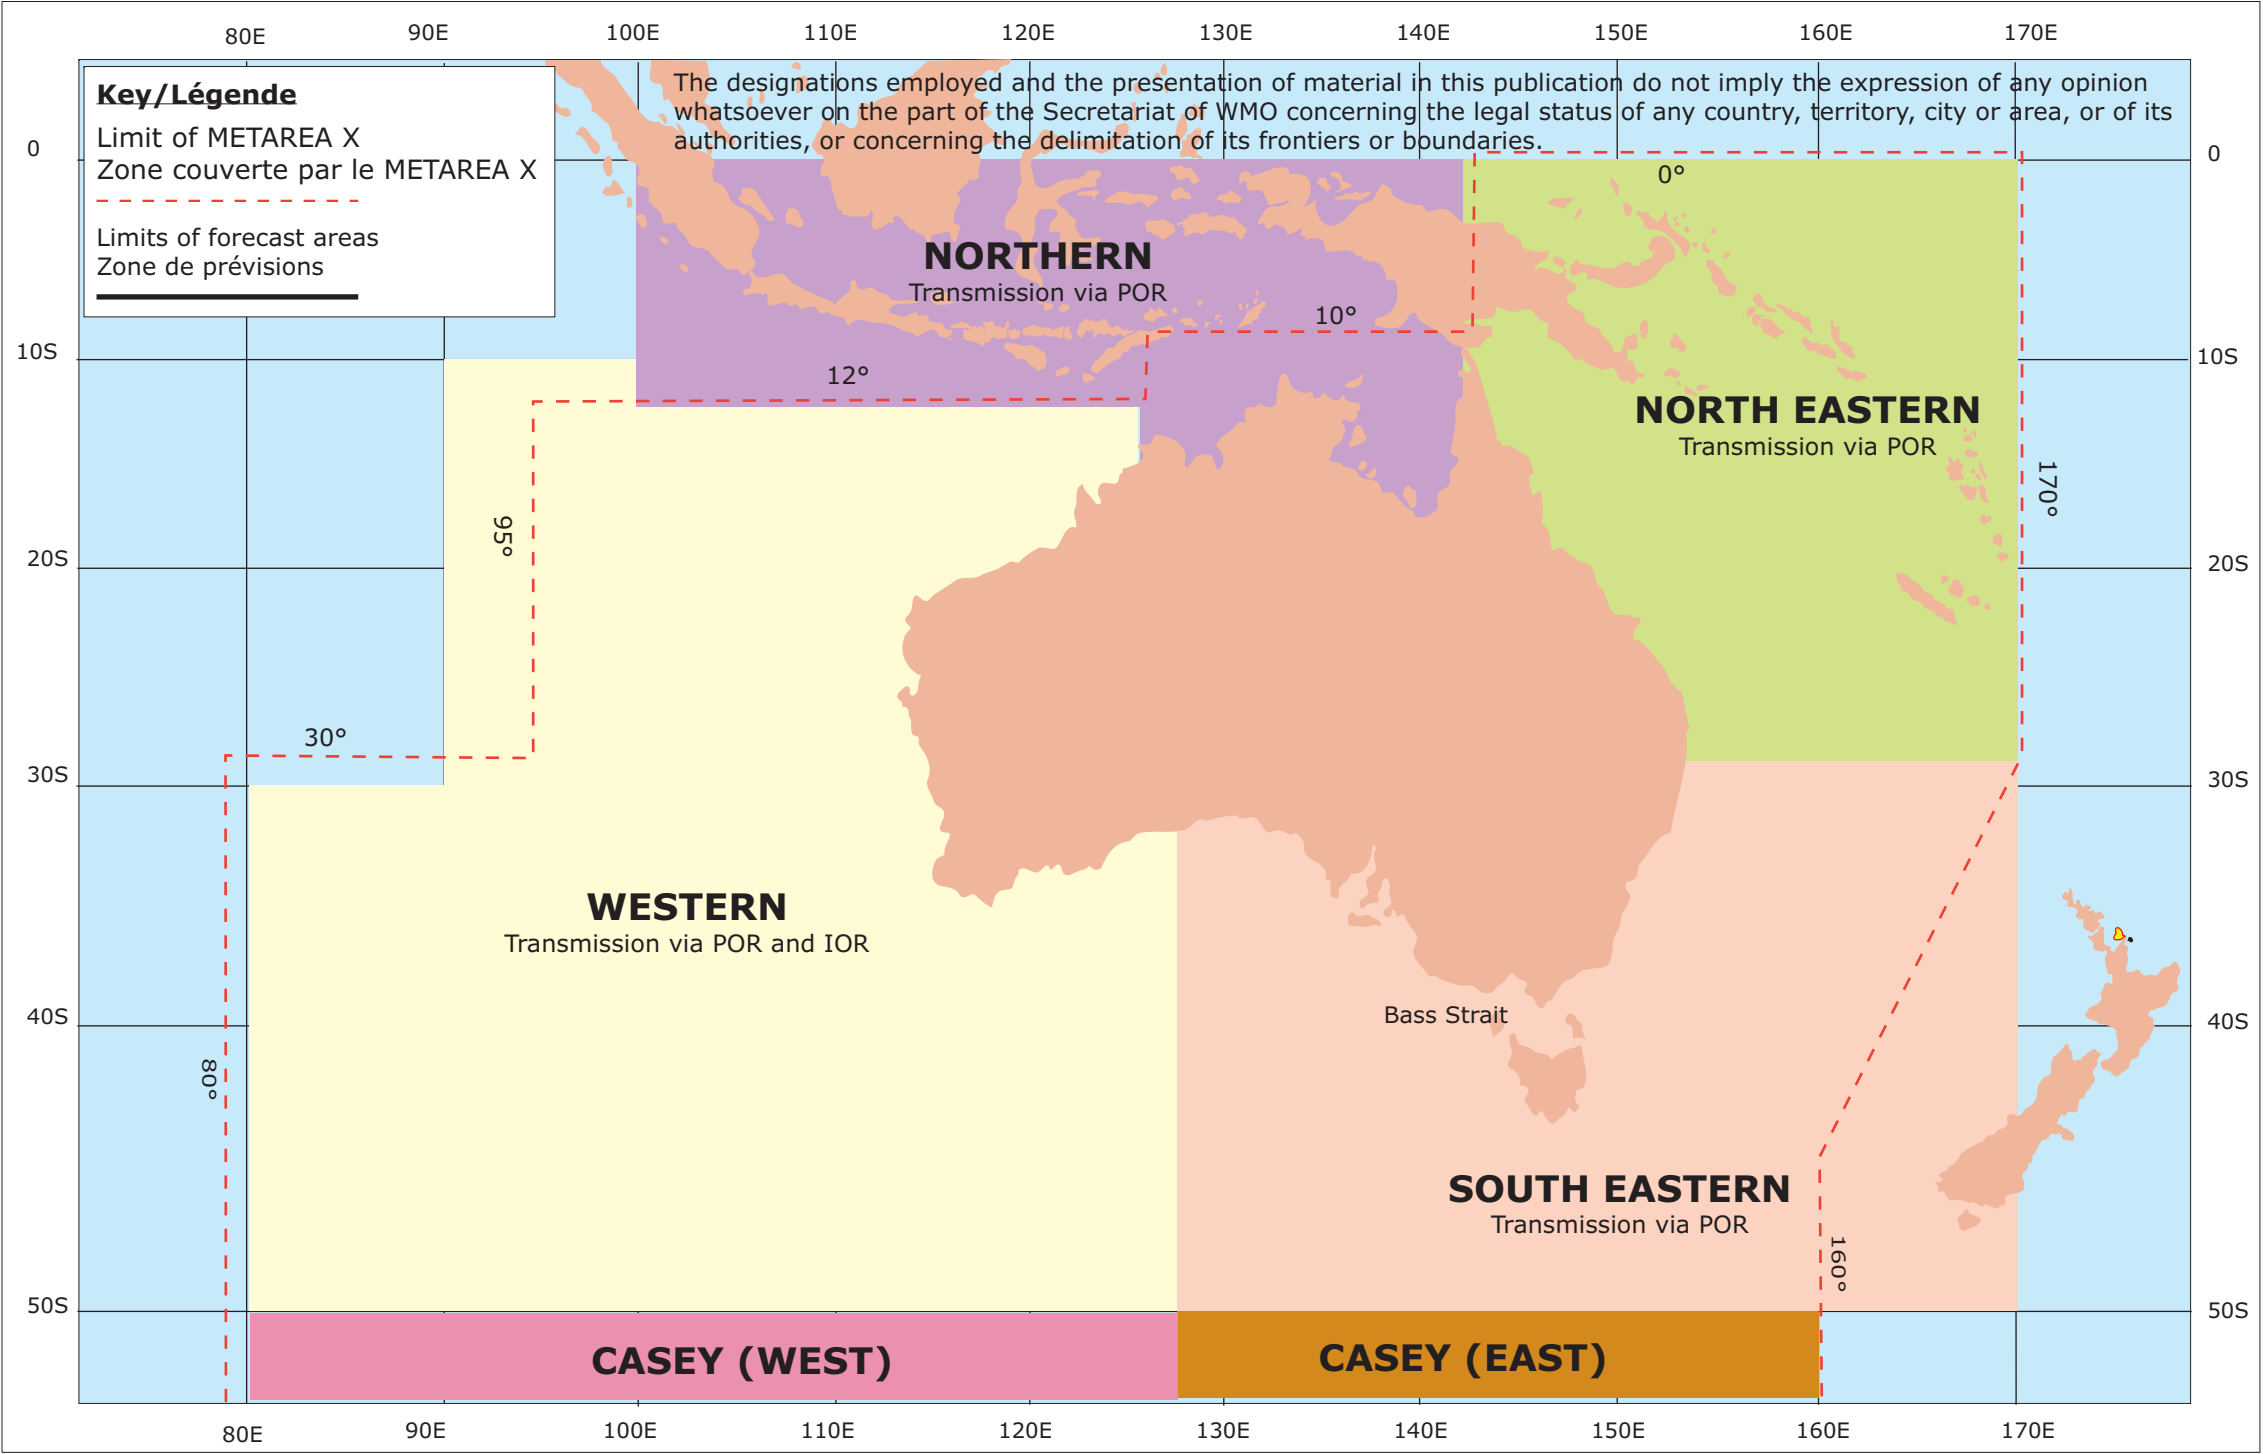 80E 90E 100E 110E 120E 130E 140E 150E 160E 170E
Key/Légende
Limit of METAREA X
Zone couverte par le METAREA X
Limits of forecast areas
Zone de prévisions
The designations employed and the presentation of material in this publication do not imply the expression of any opinion
whatsoever on the part of the Secretariat of WMO concerning the legal status of any country, territory, city or area, or of its
authorities, or concerning the delimitation of its frontiers or boundaries.
0 0
0°
NORTHERN
Transmission via POR
10°
10S 10S
12°
NORTH EASTERN
Transmission via POR
170°
95°
20S 20S
30°
30S 30S
WESTERN
Transmission via POR and IOR
Bass Strait
40S 40S
80°
SOUTH EASTERN
Transmission via POR
160°
50S 50S
CASEY (WEST)
CASEY (EAST)
80E 90E 100E 110E 120E 130E 140E 150E 160E 170E